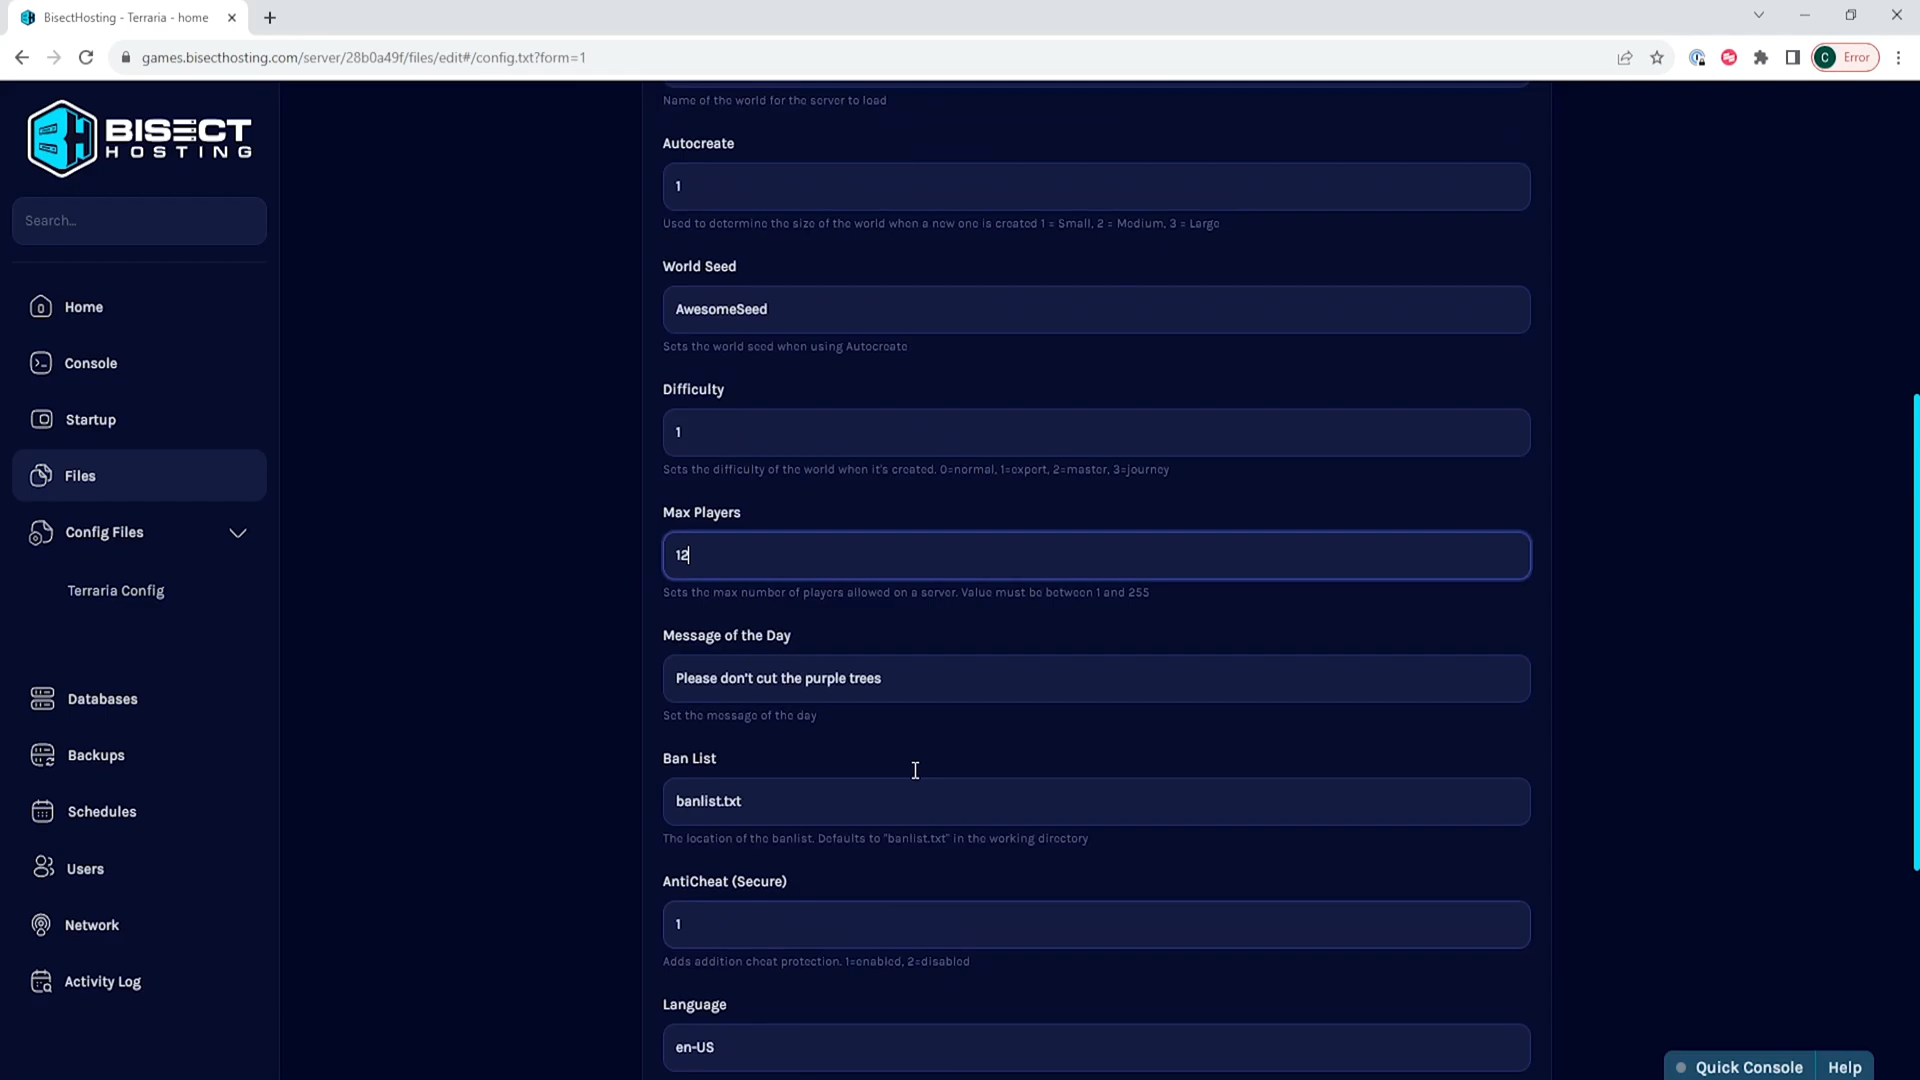 BisectHosting - Terraria - home
games.bisecthosting.com/server/28b0a49f/files/edit#/config.txt?form=1
C Error
BISECT
HOSTING
Search...
Home
Console
Startup
Files
Config Files
Terraria Config
Databases
Backups
Schedules
Users
Network
Activity Log
Name of the world for the server to load
Autocreate
1
Used to determine the size of the world when a new one is created 1 = Small, 2 = Medium, 3 = Large
World Seed
AwesomeSeed
Sets the world seed when using Autocreate
Difficulty
1
Sets the difficulty of the world when it's created. 0=normal, 1=expert, 2=master, 3=journey
Max Players
12
Sets the max number of players allowed on a server. Value must be between 1 and 255
Message of the Day
Please don't cut the purple trees
Set the message of the day
Ban List
banlist.txt
The location of the banlist. Defaults to "banlist.txt" in the working directory
AntiCheat (Secure)
1
Adds addition cheat protection. 1=enabled, 2=disabled
Language
en-US
Quick Console
Help